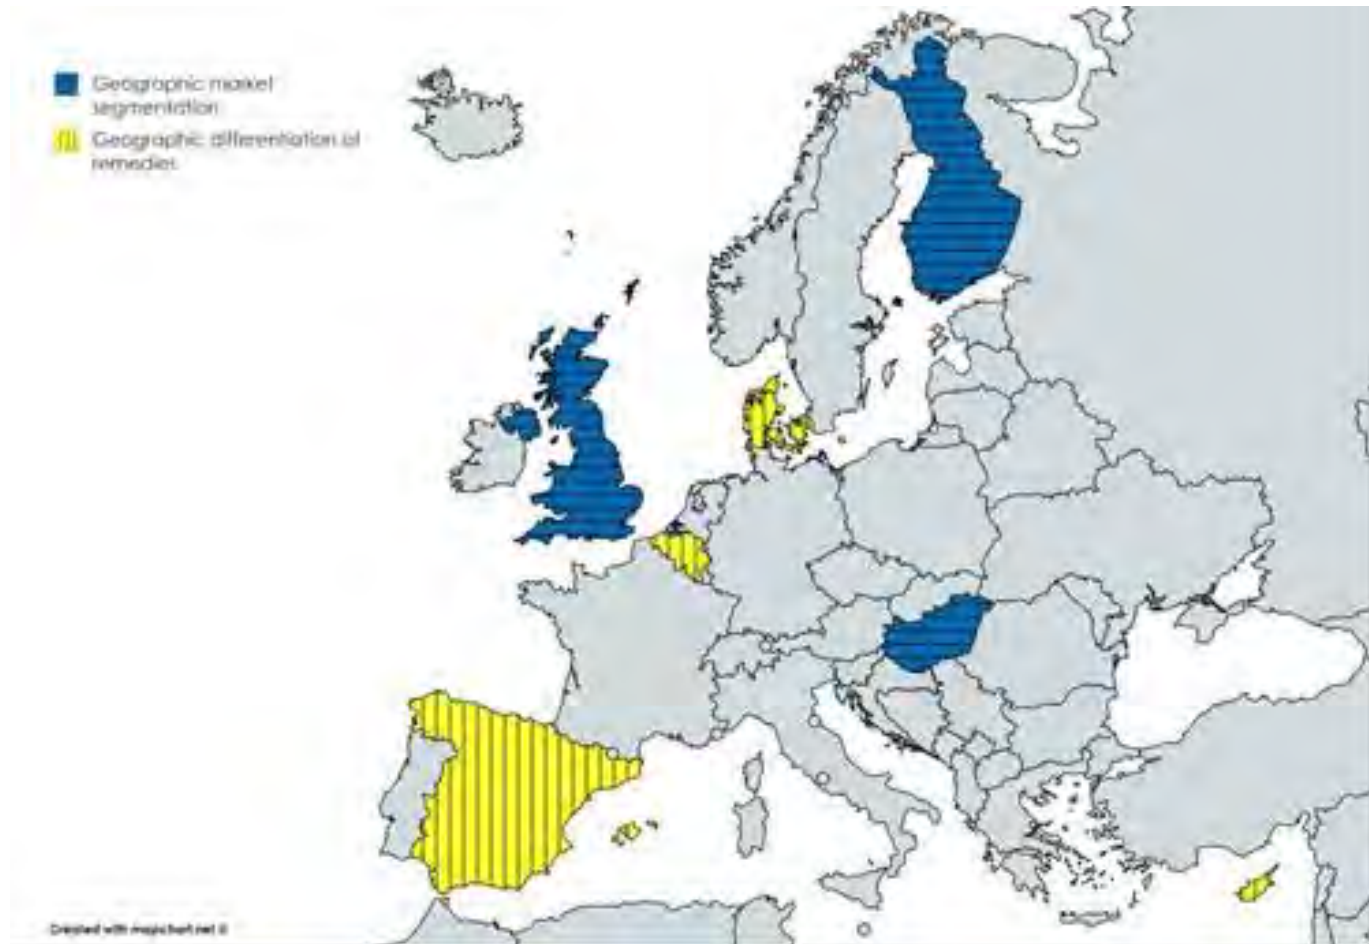 Geographic market
segmentation
Geographic differentiation of
remedies
Created with mapchart.net ©